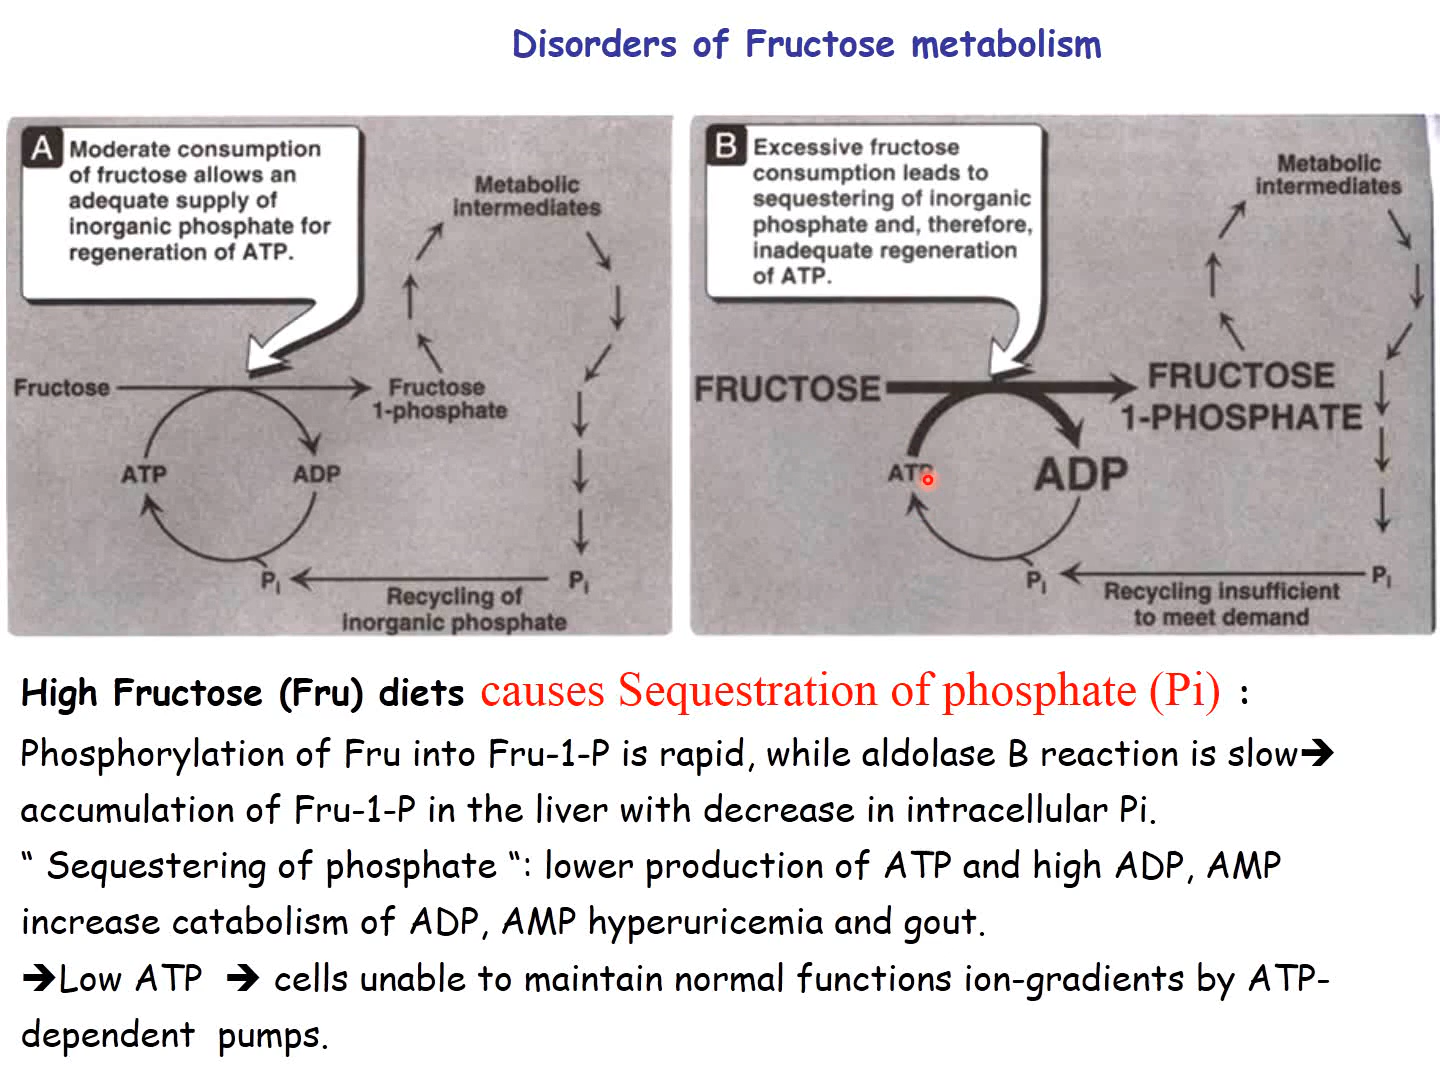 Disorders of Fructose metabolism
A
Moderate consumption
of fructose allows an
adequate supply of
inorganic phosphate for
regeneration of ATP.
Metabolic
intermediates
Fructose
Fructose
1-phosphate
ATP
ADP
Pi
Pi
Recycling of
inorganic phosphate
B
Excessive fructose
consumption leads to
sequestering of inorganic
phosphate and, therefore,
inadequate regeneration
of ATP.
Metabolic
intermediates
FRUCTOSE
FRUCTOSE
1-PHOSPHATE
ATP
ADP
Pi
Pi
Recycling insufficient
to meet demand
High Fructose (Fru) diets causes Sequestration of phosphate (Pi) :
Phosphorylation of Fru into Fru-1-P is rapid, while aldolase B reaction is slow➔
accumulation of Fru-1-P in the liver with decrease in intracellular Pi.
“ Sequestering of phosphate “: lower production of ATP and high ADP, AMP
increase catabolism of ADP, AMP hyperuricemia and gout.
➔Low ATP ➔ cells unable to maintain normal functions ion-gradients by ATP-
dependent pumps.